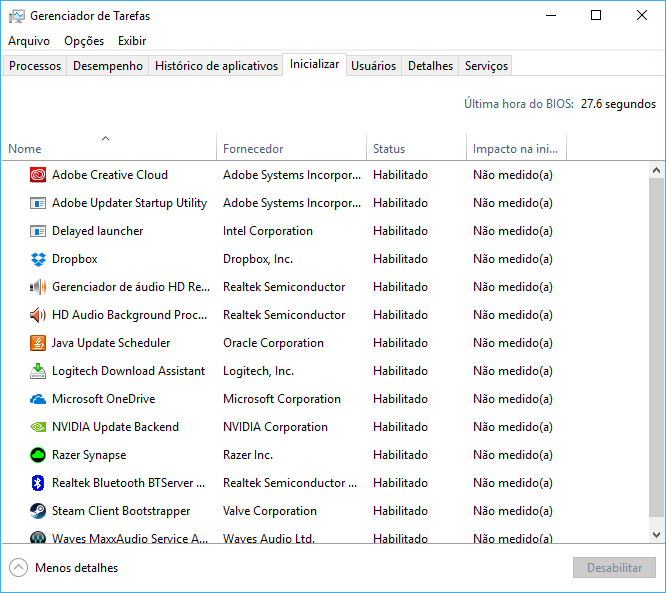 Gerenciador de Tarefas
Arquivo Opções Exibir
Processos Desempenho Histórico de aplicativos Inicializar Usuários Detalhes Serviços
Última hora do BIOS: 27.6 segundos
Nome Fornecedor Status Impacto na ini...
Adobe Creative Cloud Adobe Systems Incorpor... Habilitado Não medido(a)
Adobe Updater Startup Utility Adobe Systems Incorpor... Habilitado Não medido(a)
Delayed launcher Intel Corporation Habilitado Não medido(a)
Dropbox Dropbox, Inc. Habilitado Não medido(a)
Gerenciador de áudio HD Re... Realtek Semiconductor Habilitado Não medido(a)
HD Audio Background Proc... Realtek Semiconductor Habilitado Não medido(a)
Java Update Scheduler Oracle Corporation Habilitado Não medido(a)
Logitech Download Assistant Logitech, Inc. Habilitado Não medido(a)
Microsoft OneDrive Microsoft Corporation Habilitado Não medido(a)
NVIDIA Update Backend NVIDIA Corporation Habilitado Não medido(a)
Razer Synapse Razer Inc. Habilitado Não medido(a)
Realtek Bluetooth BTServer ... Realtek Semiconductor ... Habilitado Não medido(a)
Steam Client Bootstrapper Valve Corporation Habilitado Não medido(a)
Waves MaxxAudio Service A... Waves Audio Ltd. Habilitado Não medido(a)
Menos detalhes Desabilitar